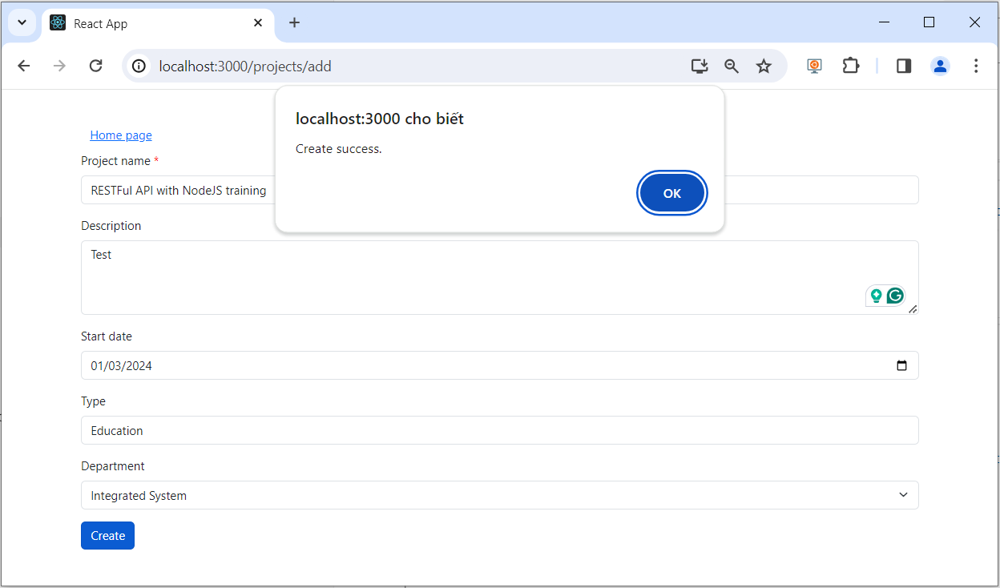 React App
localhost:3000/projects/add
localhost:3000 cho biết
Create success.
OK
Home page
Project name *
RESTFul API with NodeJS training
Description
Test
Start date
01/03/2024
Type
Education
Department
Integrated System
Create